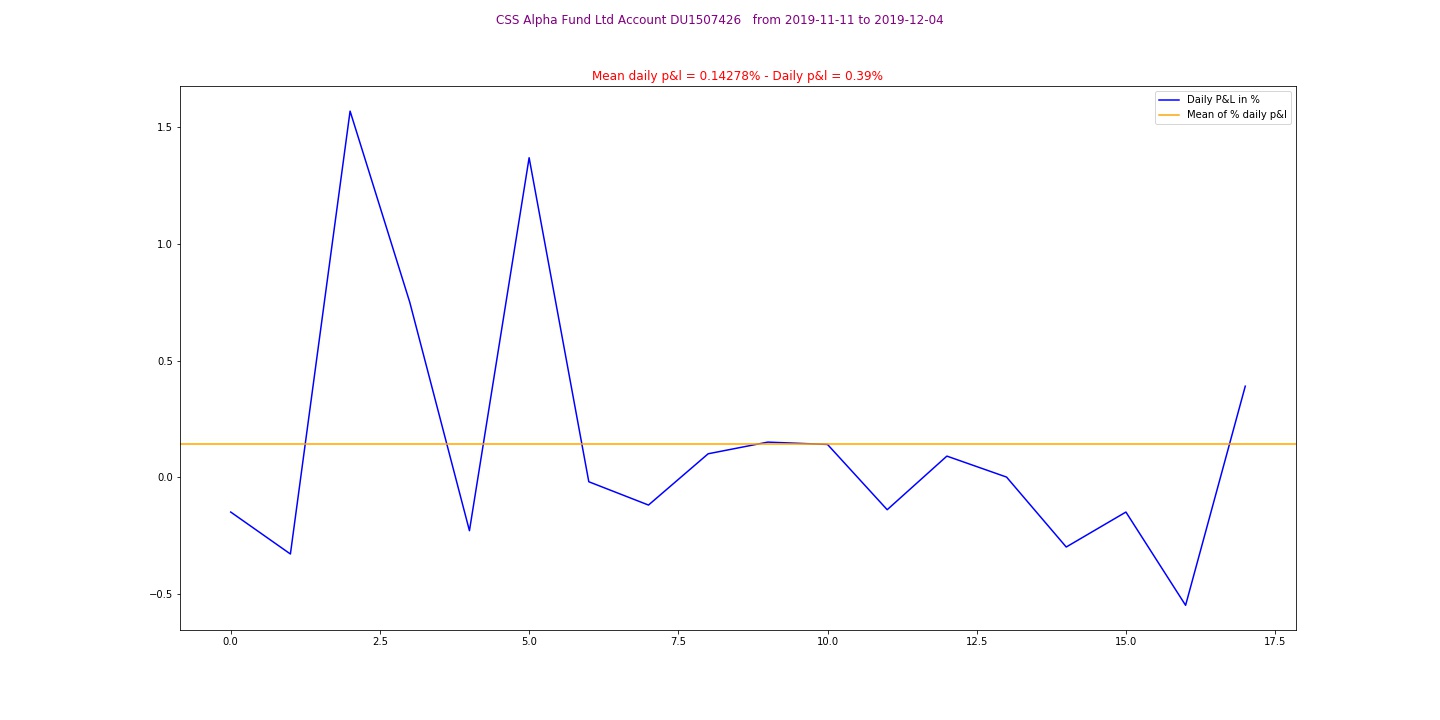 CSS Alpha Fund Ltd Account DU1507426   from 2019-11-11 to 2019-12-04
Mean daily p&l = 0.14278% - Daily p&l = 0.39%
Daily P&L in %
Mean of % daily p&l
1.5
1.0
0.5
0.0
−0.5
0.0 2.5 5.0 7.5 10.0 12.5 15.0 17.5